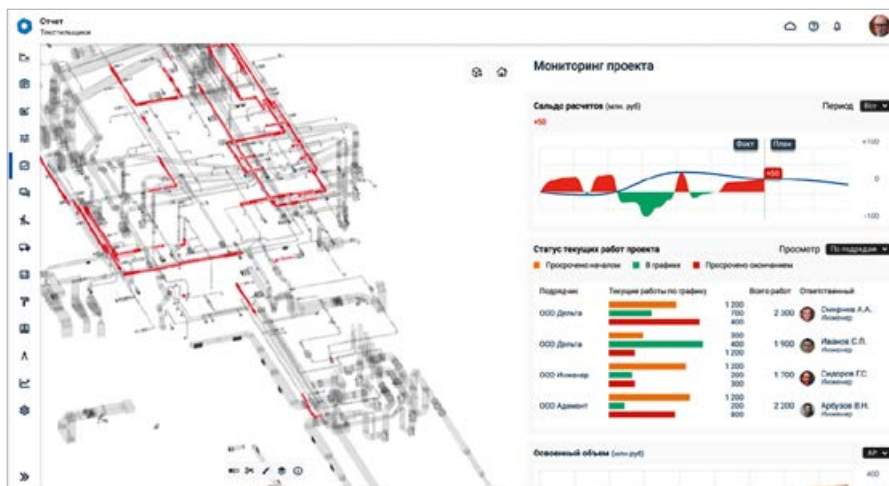 Отчет
Текстильщики
Мониторинг проекта
Сальдо расчетов (млн. руб) Период Все
+50
Факт План +100
+50 0
-100
Статус текущих работ проекта Просмотр По подрядам
Просрочено началом В графике Просрочено окончанием
Подрядчик Текущие работы по графику Всего работ Ответственный
ООО Дельта 1 200 700 400 2 300 Смирнов А.А. Инженер
ООО Дельта 300 400 1 200 1 900 Иванов С.П. Инженер
ООО Инженер 1 200 200 300 1 700 Сидоров Г.С. Инженер
ООО Адамант 1 200 200 800 2 200 Арбузов В.Н. Инженер
Освоенный объем (млн.руб) АР
400